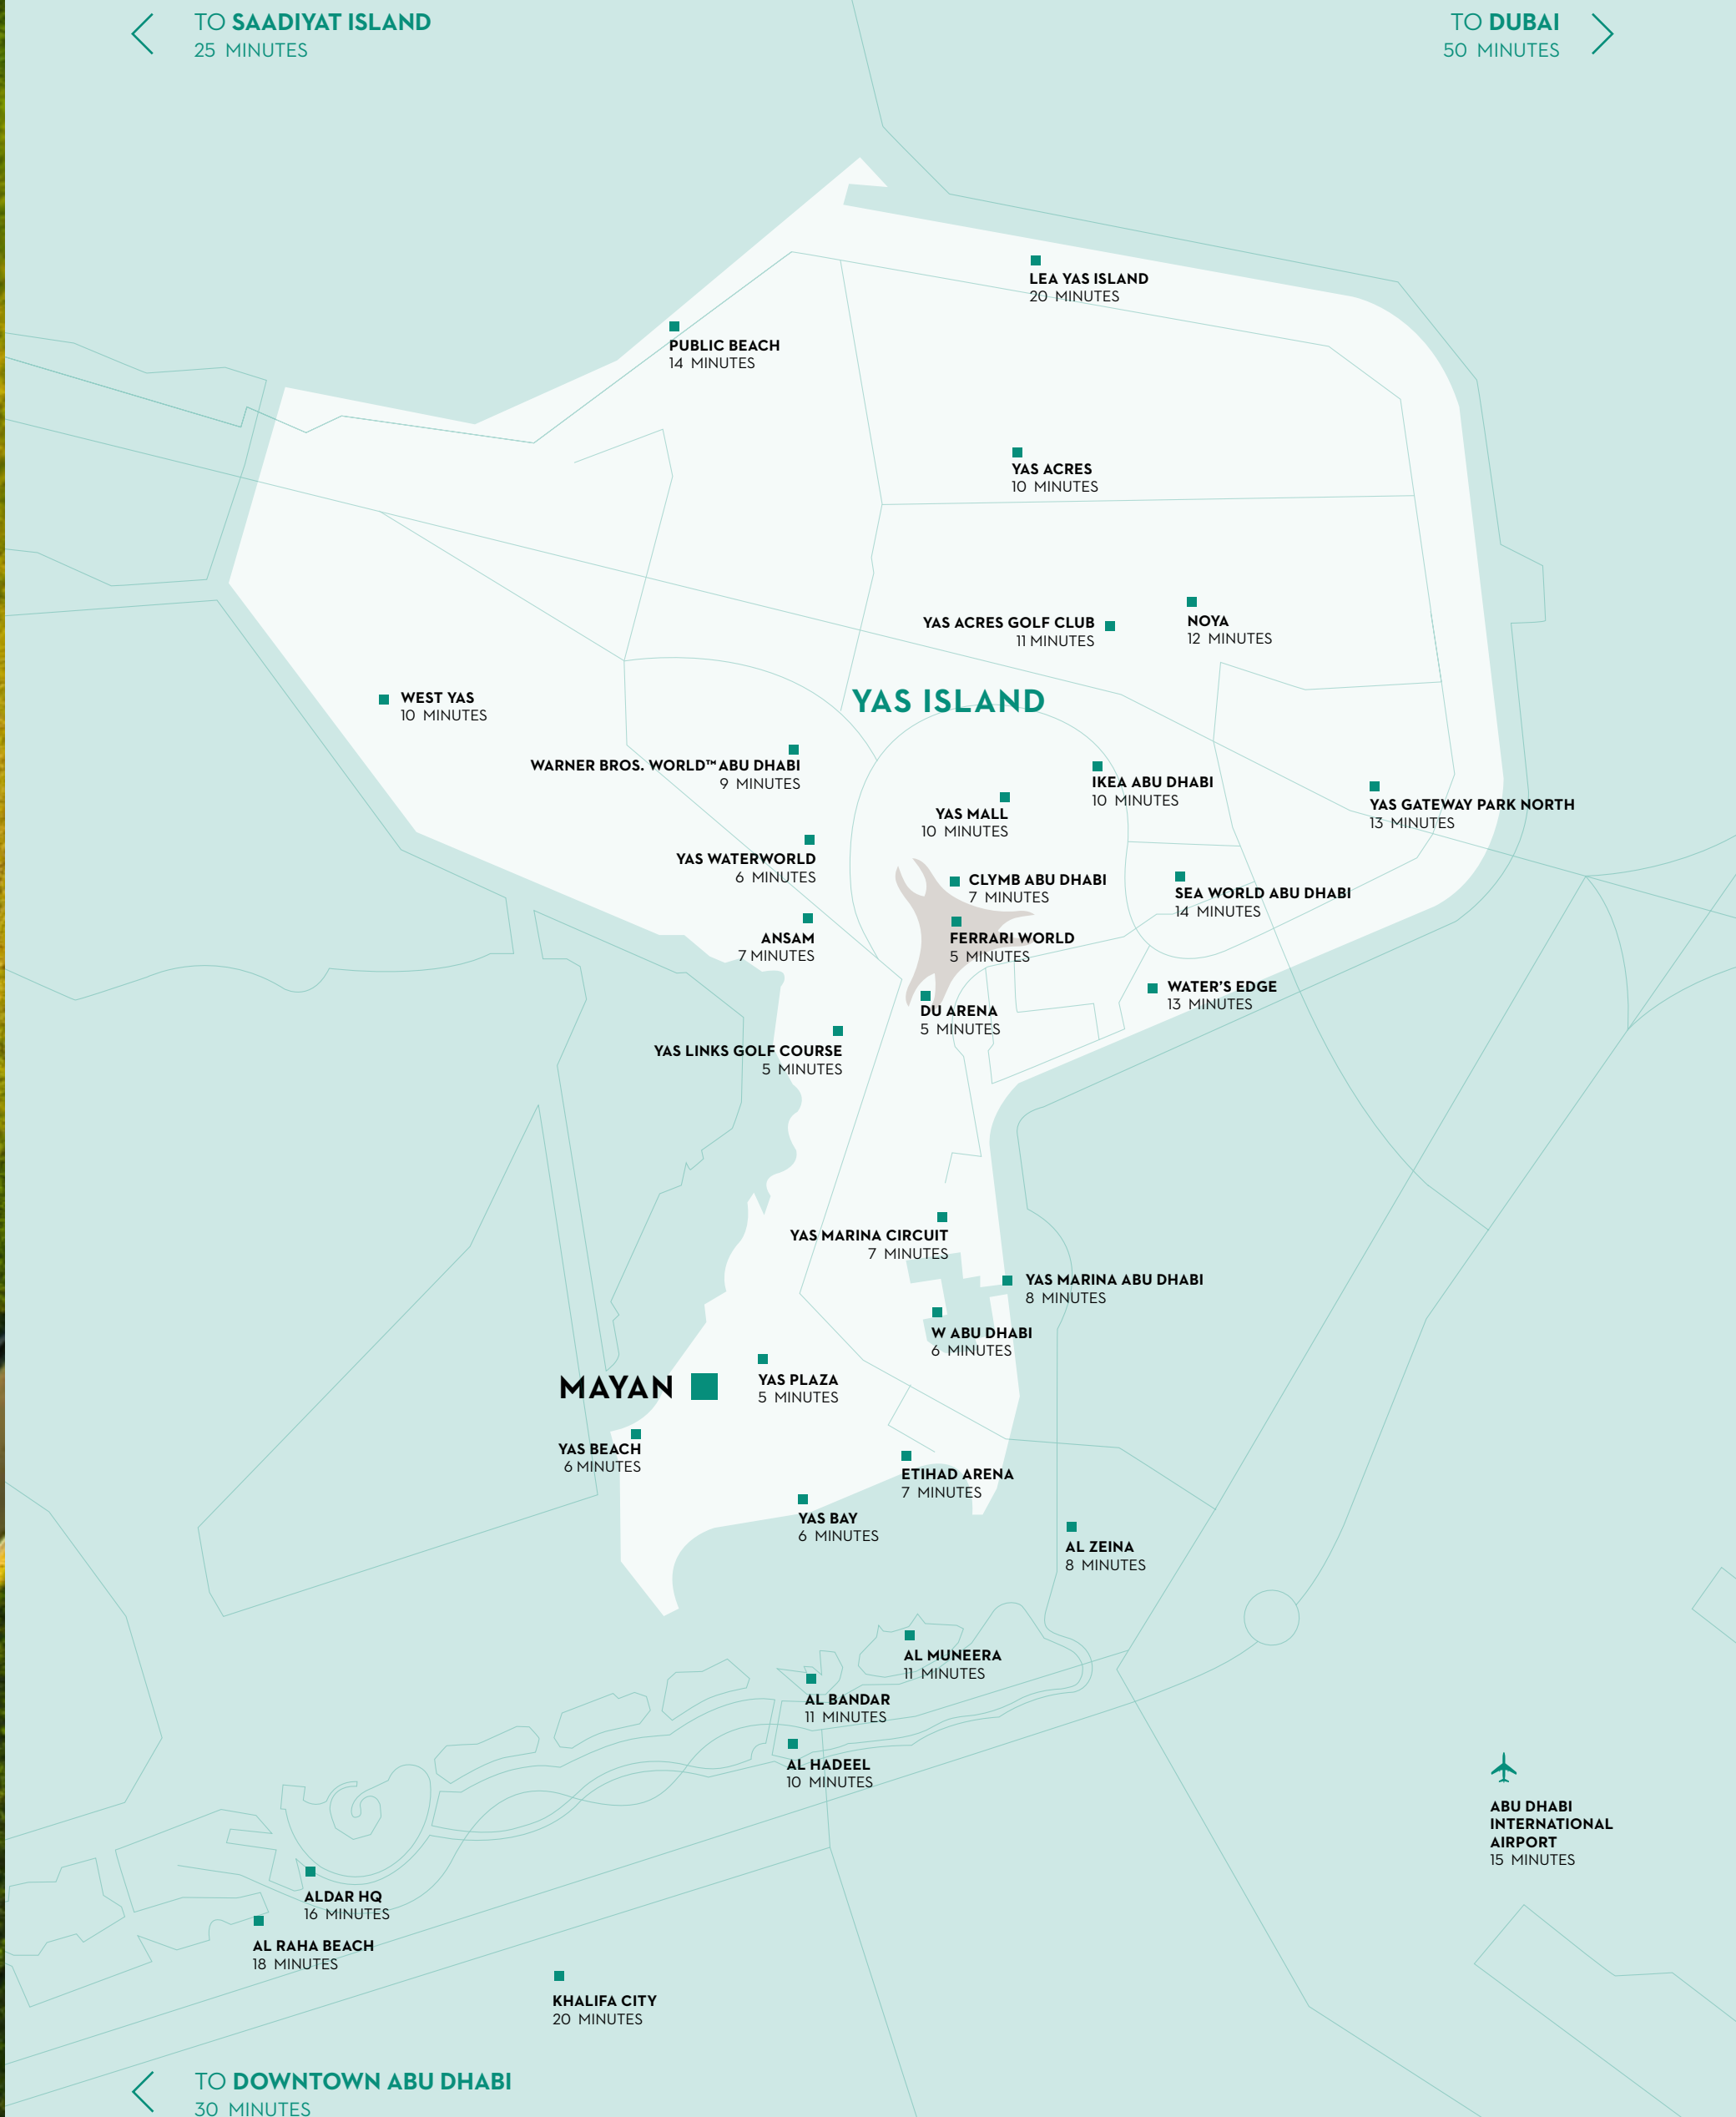 TO SAADIYAT ISLAND
25 MINUTES
TO DUBAI
50 MINUTES
LEA YAS ISLAND
20 MINUTES
PUBLIC BEACH
14 MINUTES
YAS ACRES
10 MINUTES
YAS ACRES GOLF CLUB
11 MINUTES
NOYA
12 MINUTES
WEST YAS
10 MINUTES
YAS ISLAND
WARNER BROS. WORLD™ ABU DHABI
9 MINUTES
IKEA ABU DHABI
10 MINUTES
YAS GATEWAY PARK NORTH
13 MINUTES
YAS MALL
10 MINUTES
YAS WATERWORLD
6 MINUTES
CLYMB ABU DHABI
7 MINUTES
SEA WORLD ABU DHABI
14 MINUTES
ANSAM
7 MINUTES
FERRARI WORLD
5 MINUTES
WATER'S EDGE
13 MINUTES
DU ARENA
5 MINUTES
YAS LINKS GOLF COURSE
5 MINUTES
YAS MARINA CIRCUIT
7 MINUTES
YAS MARINA ABU DHABI
8 MINUTES
W ABU DHABI
6 MINUTES
MAYAN
YAS PLAZA
5 MINUTES
YAS BEACH
6 MINUTES
ETIHAD ARENA
7 MINUTES
YAS BAY
6 MINUTES
AL ZEINA
8 MINUTES
AL MUNEERA
11 MINUTES
AL BANDAR
11 MINUTES
AL HADEEL
10 MINUTES
ABU DHABI
INTERNATIONAL
AIRPORT
15 MINUTES
ALDAR HQ
16 MINUTES
AL RAHA BEACH
18 MINUTES
KHALIFA CITY
20 MINUTES
TO DOWNTOWN ABU DHABI
30 MINUTES